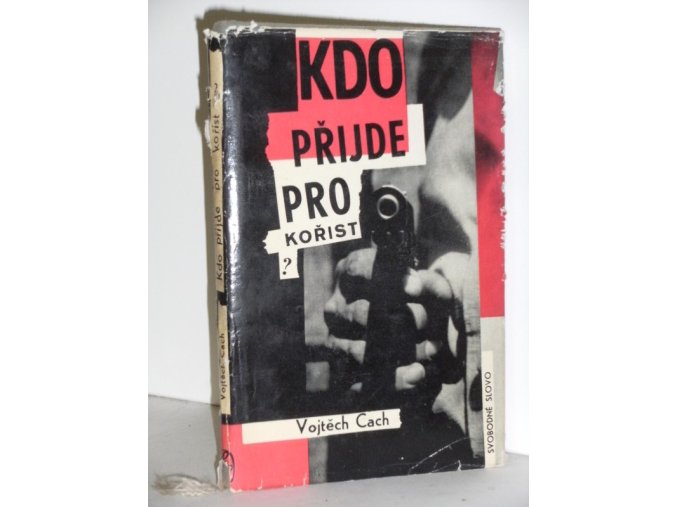 KDO
PŘIJDE
PRO
KOŘIST
?
Vojtěch Cach
SVOBODNÉ SLOVO
Vojtěch Cach Kdo přijde pro kořist